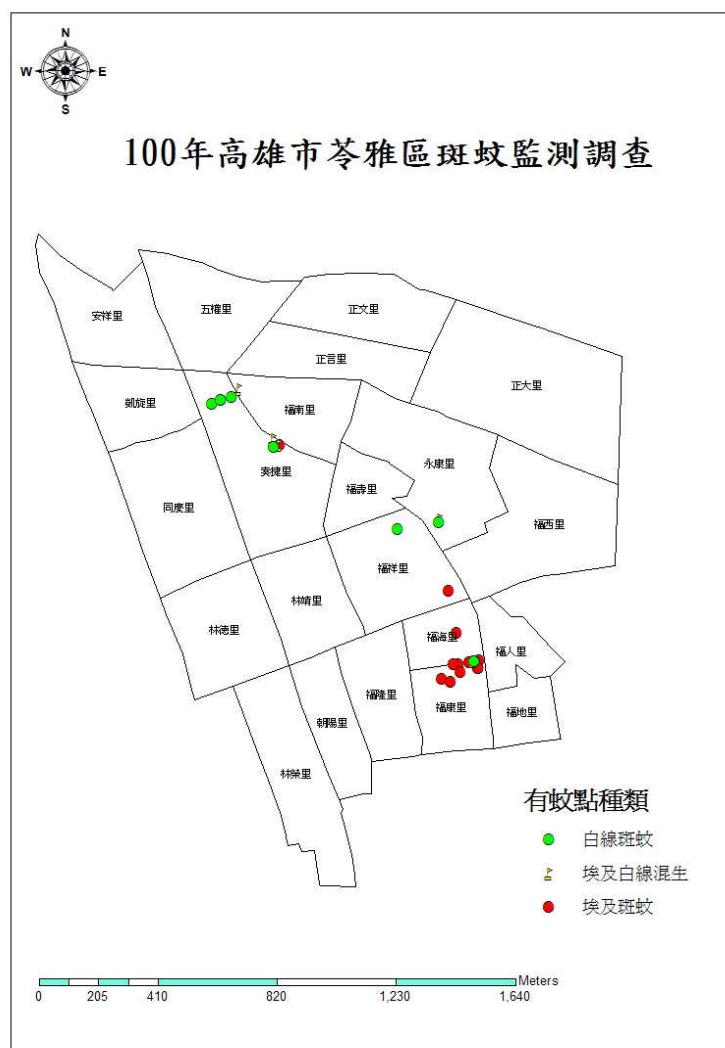 N
W
E
S
100年高雄市苓雅區斑蚊監測調查
安祥里
五權里
正文里
正言里
正大里
凱旋里
福南里
奏捷里
永康里
福壽里
同慶里
福西里
福祥里
林靖里
林德里
福海里
福人里
福隆里
福康里
福地里
朝陽里
林榮里
有蚊點種類
白線斑蚊
埃及白線混生
埃及斑蚊
Meters
0 205 410 820 1,230 1,640